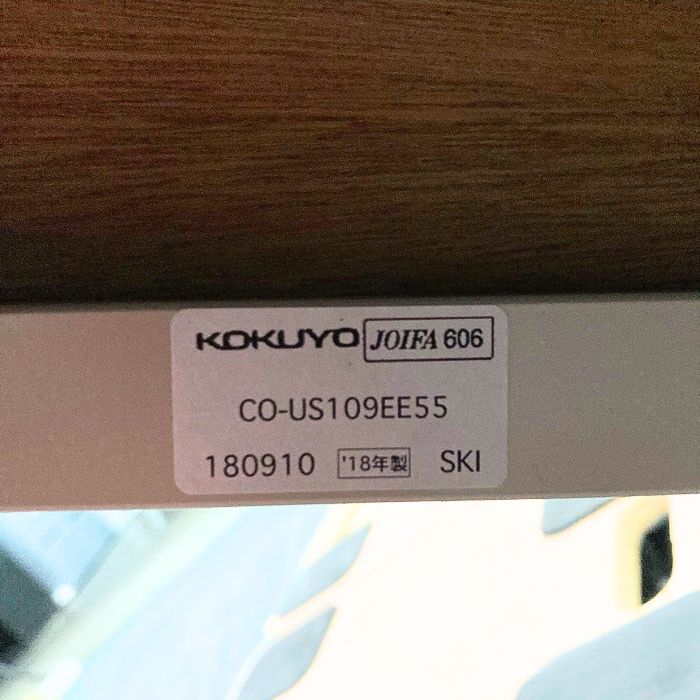 KOKUYO JOIFA 606
CO-US109EE55
180910 '18年製 SKI